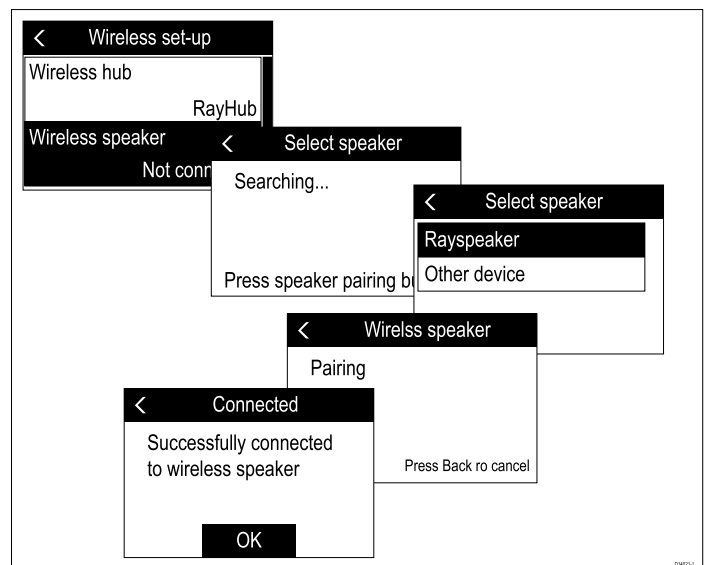 < Wireless set-up
Wireless hub
RayHub
Wireless speaker
Not conn
< Select speaker
Searching...
Press speaker pairing bu
< Select speaker
Rayspeaker
Other device
< Wirelss speaker
Pairing
Press Back ro cancel
< Connected
Successfully connected
to wireless speaker
OK